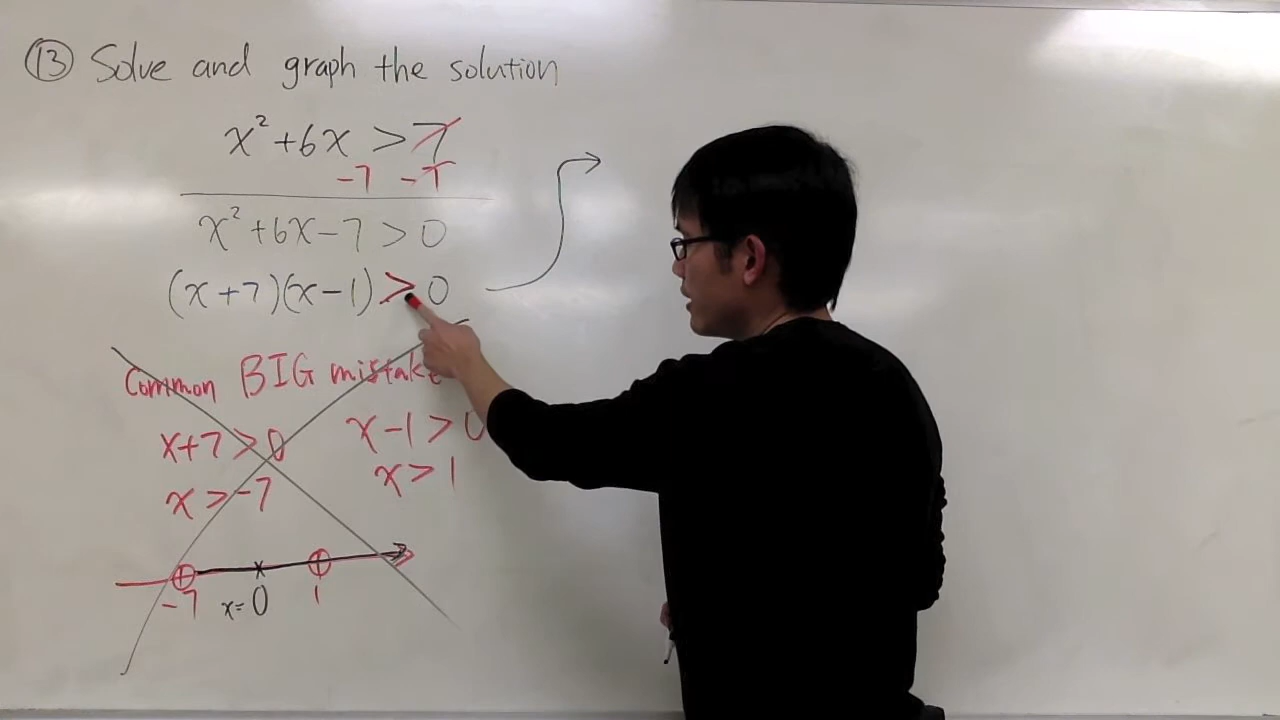 ⑬ Solve and graph the solution
x² + 6x > 7
-7 -7
x² + 6x - 7 > 0
(x + 7)(x - 1) > 0
Common BIG mistake
x + 7 > 0 x - 1 > 0
x > -7 x > 1
-7 x = 0 1